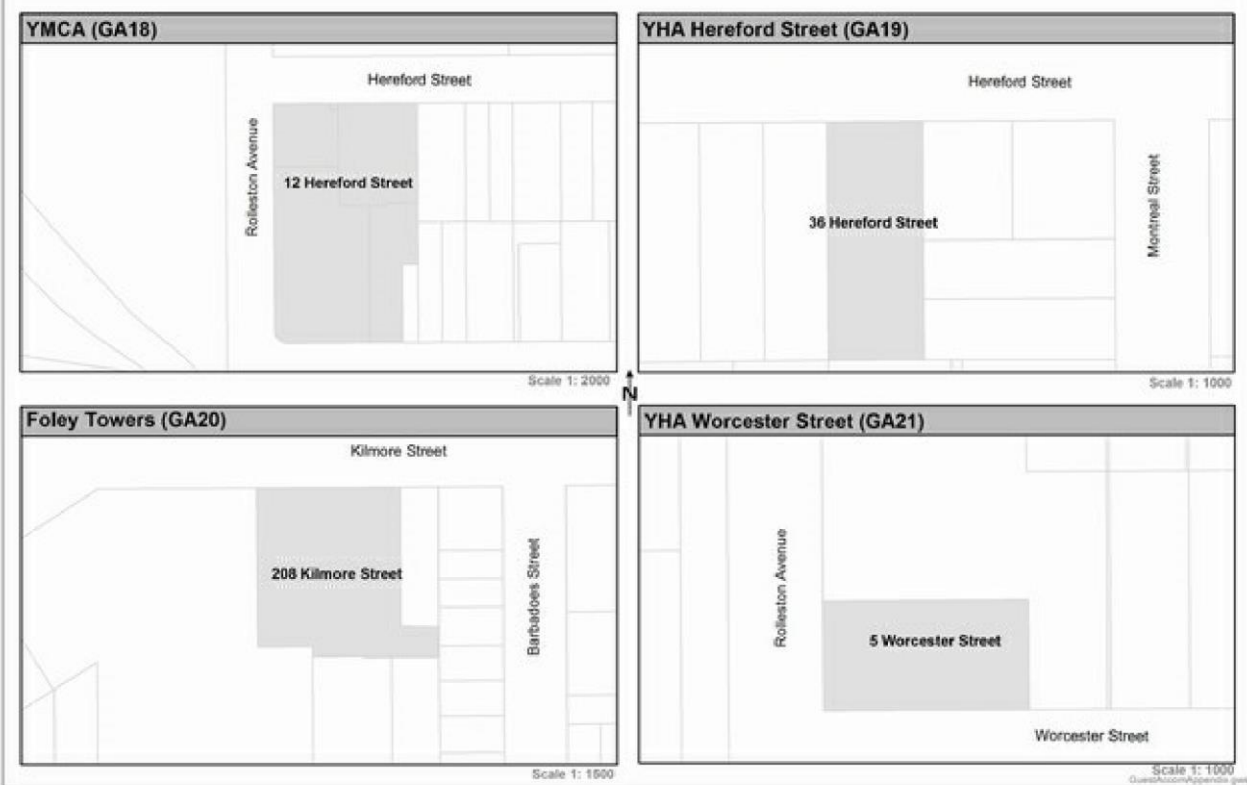 YMCA (GA18)
Hereford Street
Rolleston Avenue
12 Hereford Street
Scale 1: 2000
YHA Hereford Street (GA19)
Hereford Street
36 Hereford Street
Montreal Street
Scale 1: 1000
N
Foley Towers (GA20)
Kilmore Street
208 Kilmore Street
Barbadoes Street
Scale 1: 1500
YHA Worcester Street (GA21)
Rolleston Avenue
5 Worcester Street
Worcester Street
Scale 1: 1000